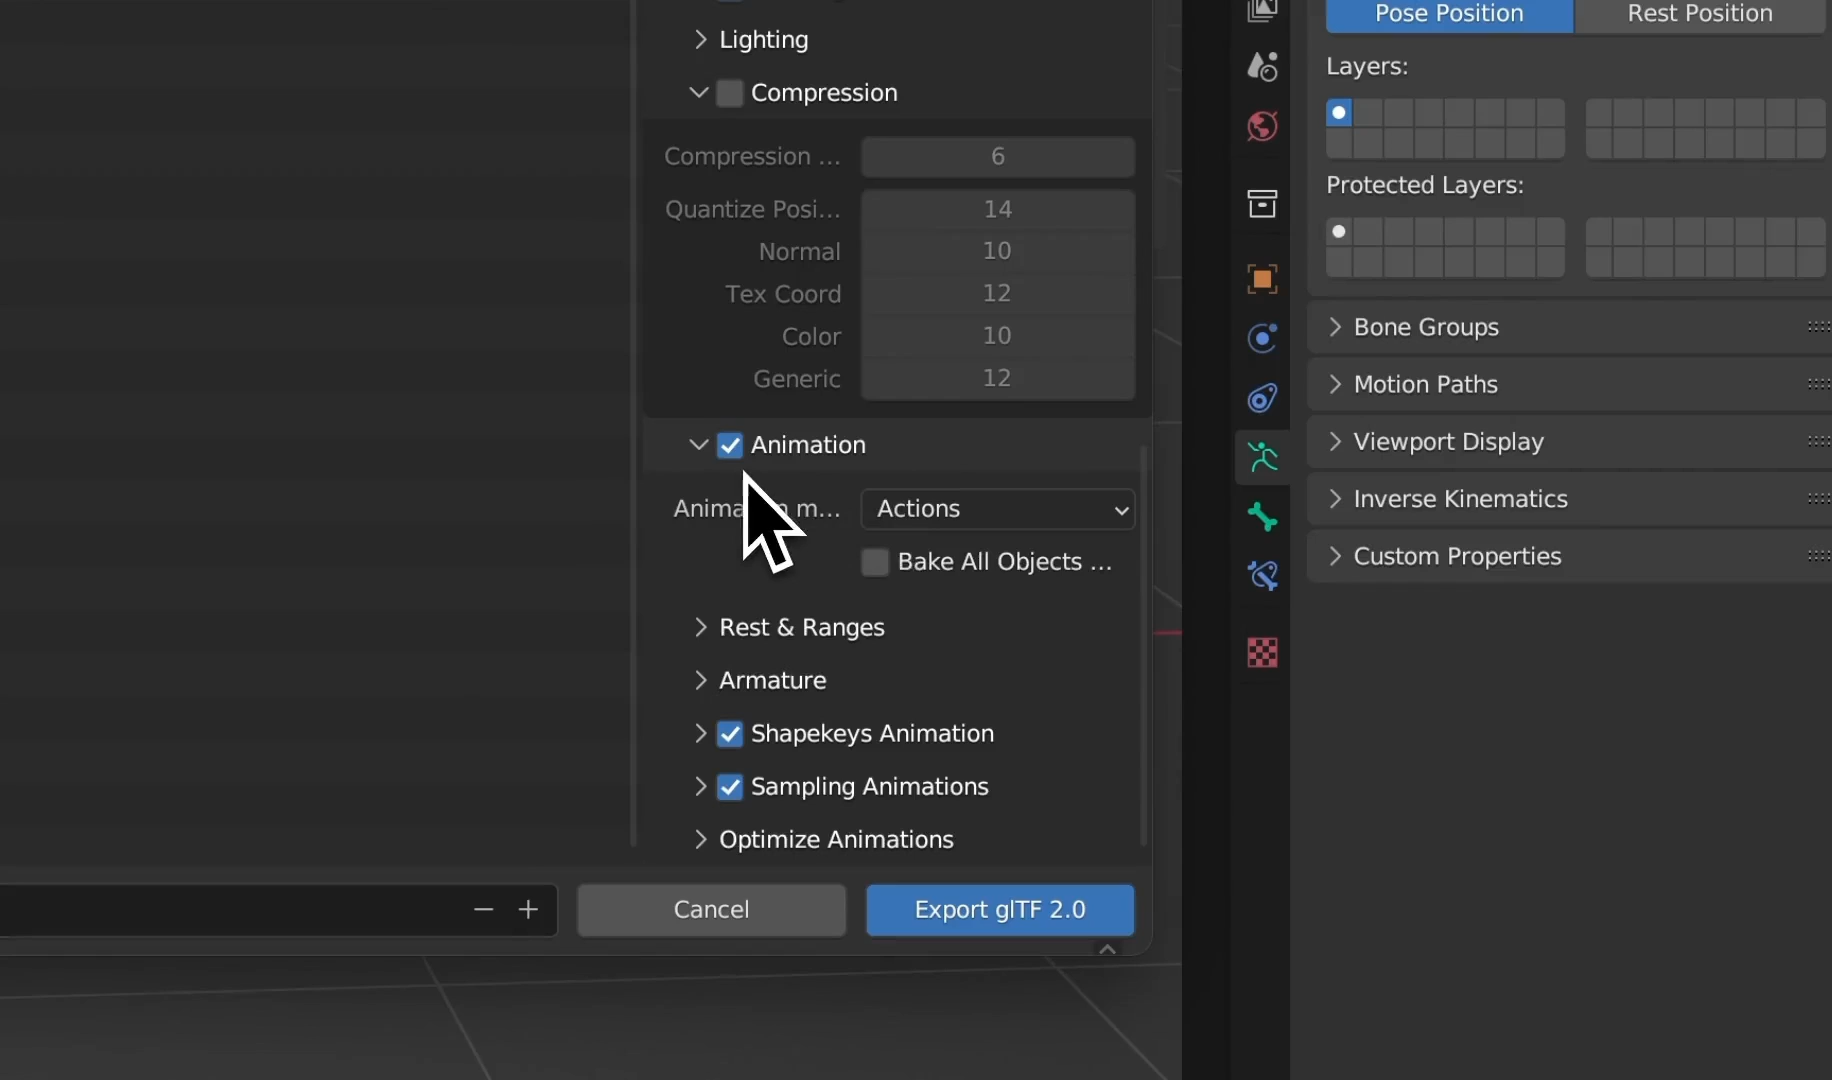 Lighting
Compression
Compression ... 6
Quantize Posi... 14
Normal 10
Tex Coord 12
Color 10
Generic 12
Animation
m... Actions
Bake All Objects ...
Rest & Ranges
Armature
Shapekeys Animation
Sampling Animations
Optimize Animations
Cancel
Export glTF 2.0
Pose Position Rest Position
Layers:
Protected Layers:
Bone Groups
Motion Paths
Viewport Display
Inverse Kinematics
Custom Properties